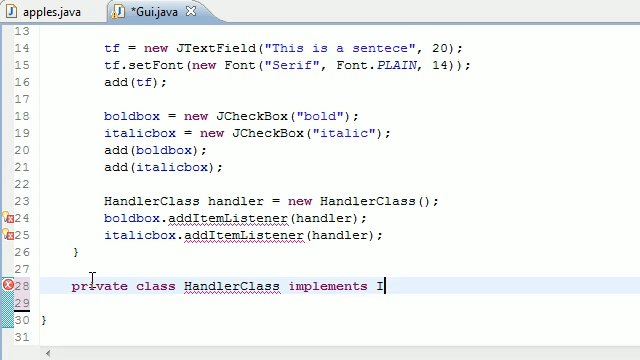 apples.java *Gui.java
13
14 tf = new JTextField("This is a sentece", 20);
15 tf.setFont(new Font("Serif", Font.PLAIN, 14));
16 add(tf);
17
18 boldbox = new JCheckBox("bold");
19 italicbox = new JCheckBox("italic");
20 add(boldbox);
21 add(italicbox);
22
23 HandlerClass handler = new HandlerClass();
24 boldbox.addItemListener(handler);
25 italicbox.addItemListener(handler);
26 }
27
28 private class HandlerClass implements I
29
30 }
31